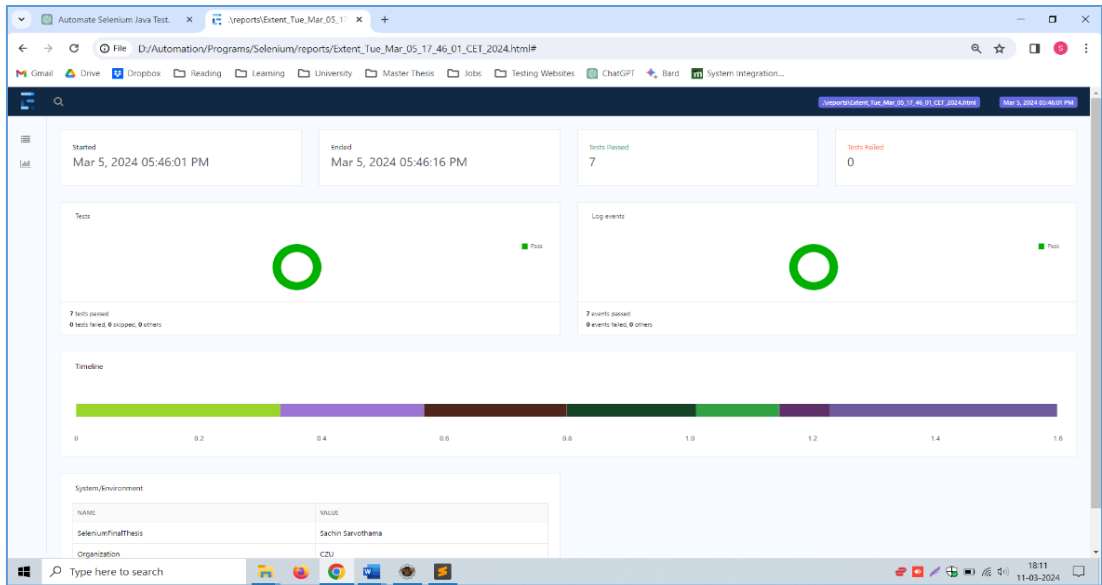 Automate Selenium Java Test.
.\reports\Extent_Tue_Mar_05_1
File D:/Automation/Programs/Selenium/reports/Extent_Tue_Mar_05_17_46_01_CET_2024.html#
S
Gmail Drive Dropbox Reading Learning University Master Thesis Jobs Testing Websites ChatGPT Bard System Integration...
.\reports\Extent_Tue_Mar_05_17_46_01_CET_2024.html Mar 5, 2024 05:46:01 PM
Started Ended Tests Passed Tests Failed
Mar 5, 2024 05:46:01 PM Mar 5, 2024 05:46:16 PM 7 0
Tests Log events
Pass Pass
7 tests passed 7 events passed
0 tests failed, 0 skipped, 0 others 0 events failed, 0 others
Timeline
0 0.2 0.4 0.6 0.8 1.0 1.2 1.4 1.6
System/Environment
NAME VALUE
SeleniumFinalThesis Sachin Sarvothama
Organization CZU
Type here to search
18:11
11-03-2024